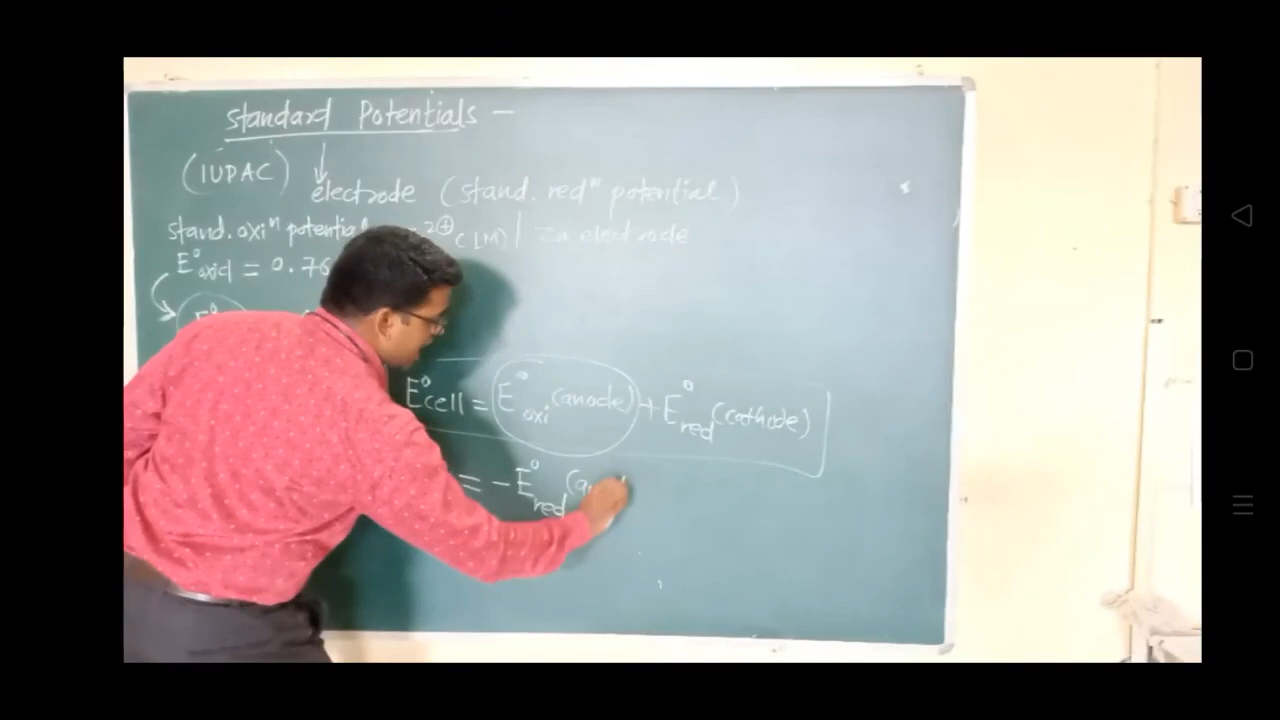 Standard Potentials —
(IUPAC) ↓
electrode (stand. redⁿ potential)
stand. oxiⁿ potential 2⊕ (1M) | Zn electrode
E°oxid = 0.76
E°
E°cell = E°oxi (anode) + E°red (cathode)
= - E°red (a